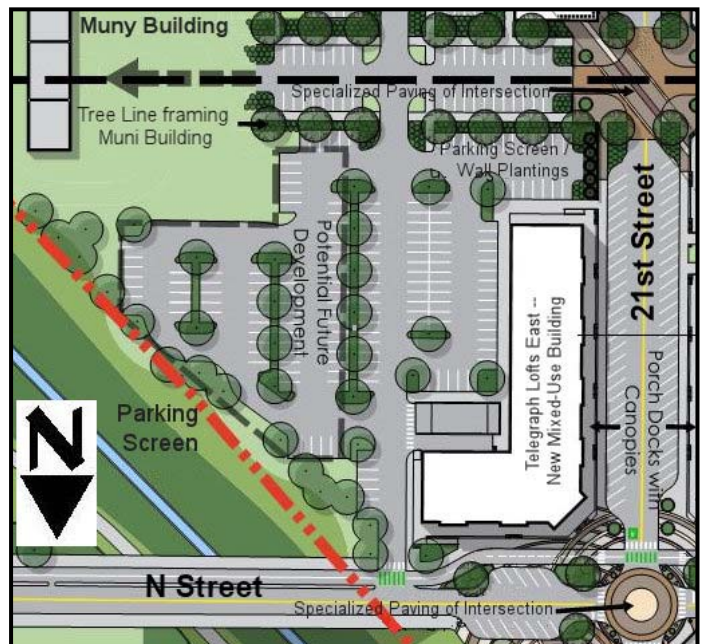 Muny Building
Specialized Paving of Intersection
Tree Line framing
Muni Building
Parking Screen /
Wall Plantings
21st Street
Potential Future
Development
Telegraph Lofts East --
New Mixed-Use Building
Porch Docks with
Canopies
Parking
Screen
N
N Street
Specialized Paving of Intersection